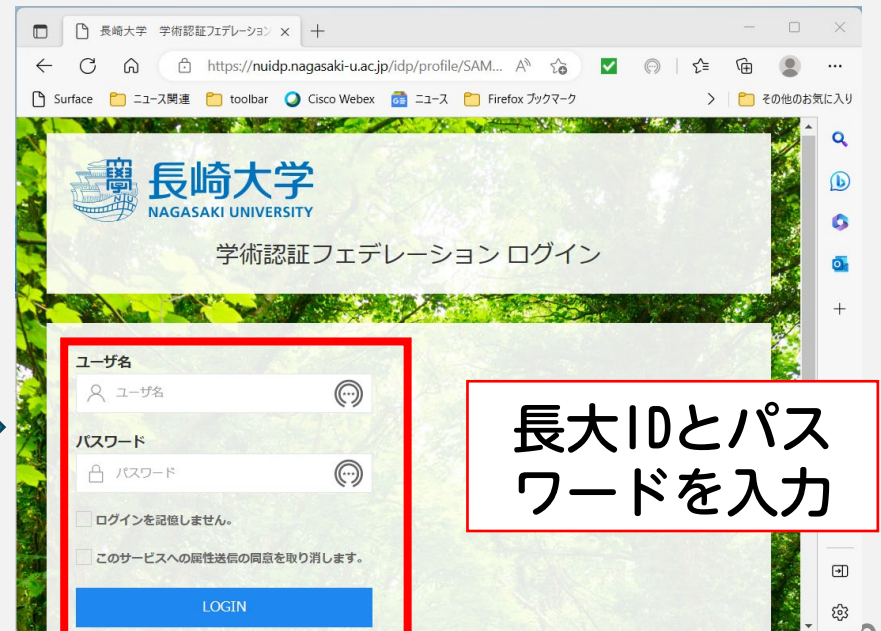 長崎大学 学術認証フェデレーション
https://nuidp.nagasaki-u.ac.jp/idp/profile/SAM...
Surface ニュース関連 toolbar Cisco Webex ニュース Firefox ブックマーク その他のお気に入り
長崎大学
NAGASAKI UNIVERSITY
学術認証フェデレーション ログイン
ユーザ名
ユーザ名
パスワード
パスワード
ログインを記憶しません。
このサービスへの属性送信の同意を取り消します。
LOGIN
長大IDとパス
ワードを入力